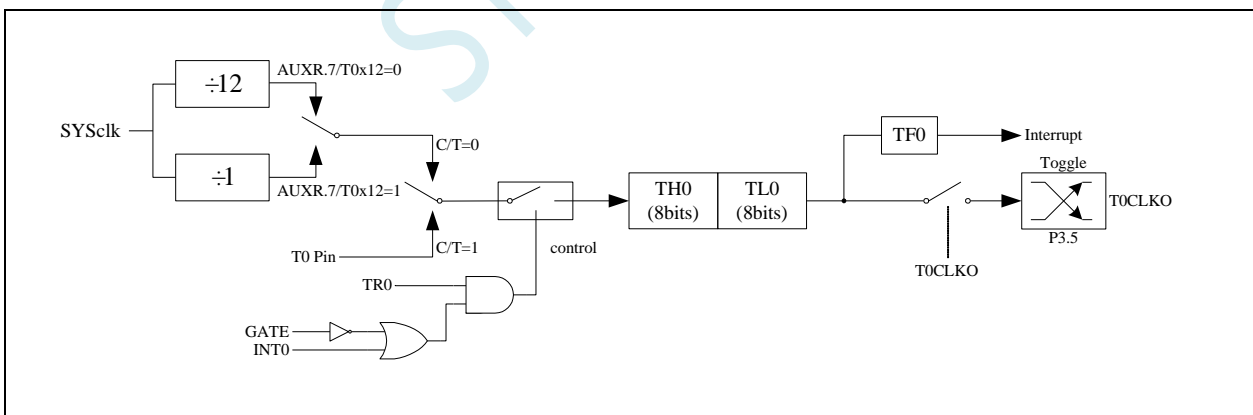 ÷12
AUXR.7/T0x12=0
SYSclk
÷1
AUXR.7/T0x12=1
C/T=0
C/T=1
T0 Pin
control
TR0
GATE
INT0
TH0
(8bits)
TL0
(8bits)
TF0
Interrupt
Toggle
T0CLKO
P3.5
T0CLKO